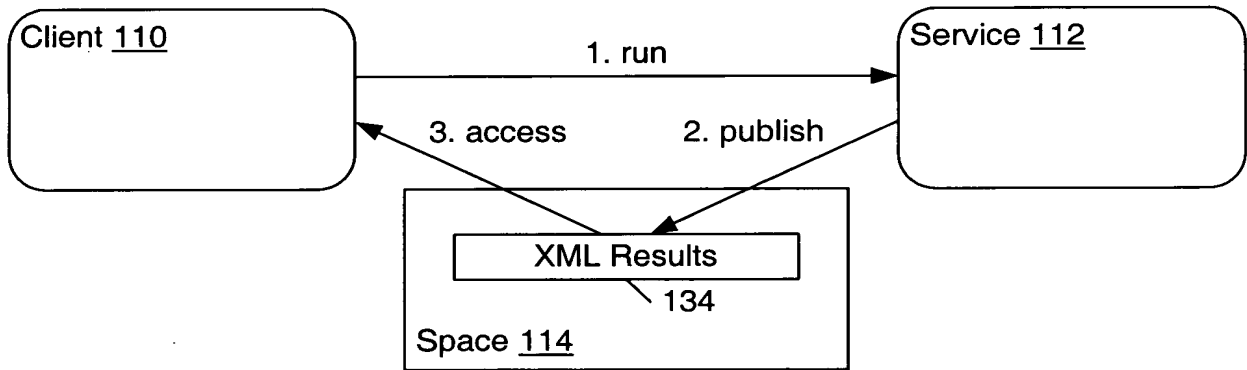 Client 110
Service 112
1. run
3. access
2. publish
XML Results
134
Space 114